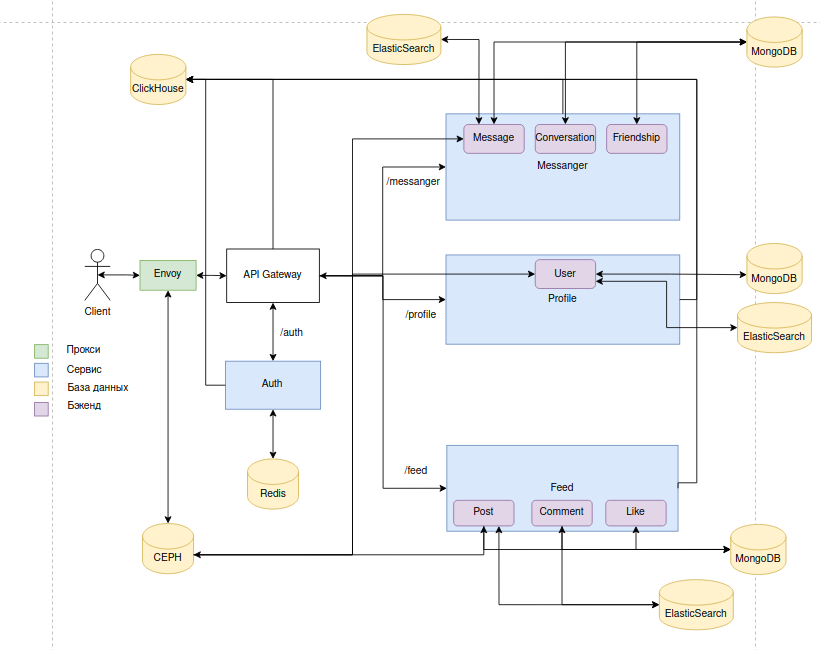 ElasticSearch
MongoDB
ClickHouse
Message
Conversation
Friendship
Messanger
/messanger
Envoy
API Gateway
User
Profile
MongoDB
Client
/profile
/auth
ElasticSearch
Прокси
Сервис
База данных
Бэкенд
Auth
/feed
Feed
Redis
Post
Comment
Like
CEPH
MongoDB
ElasticSearch